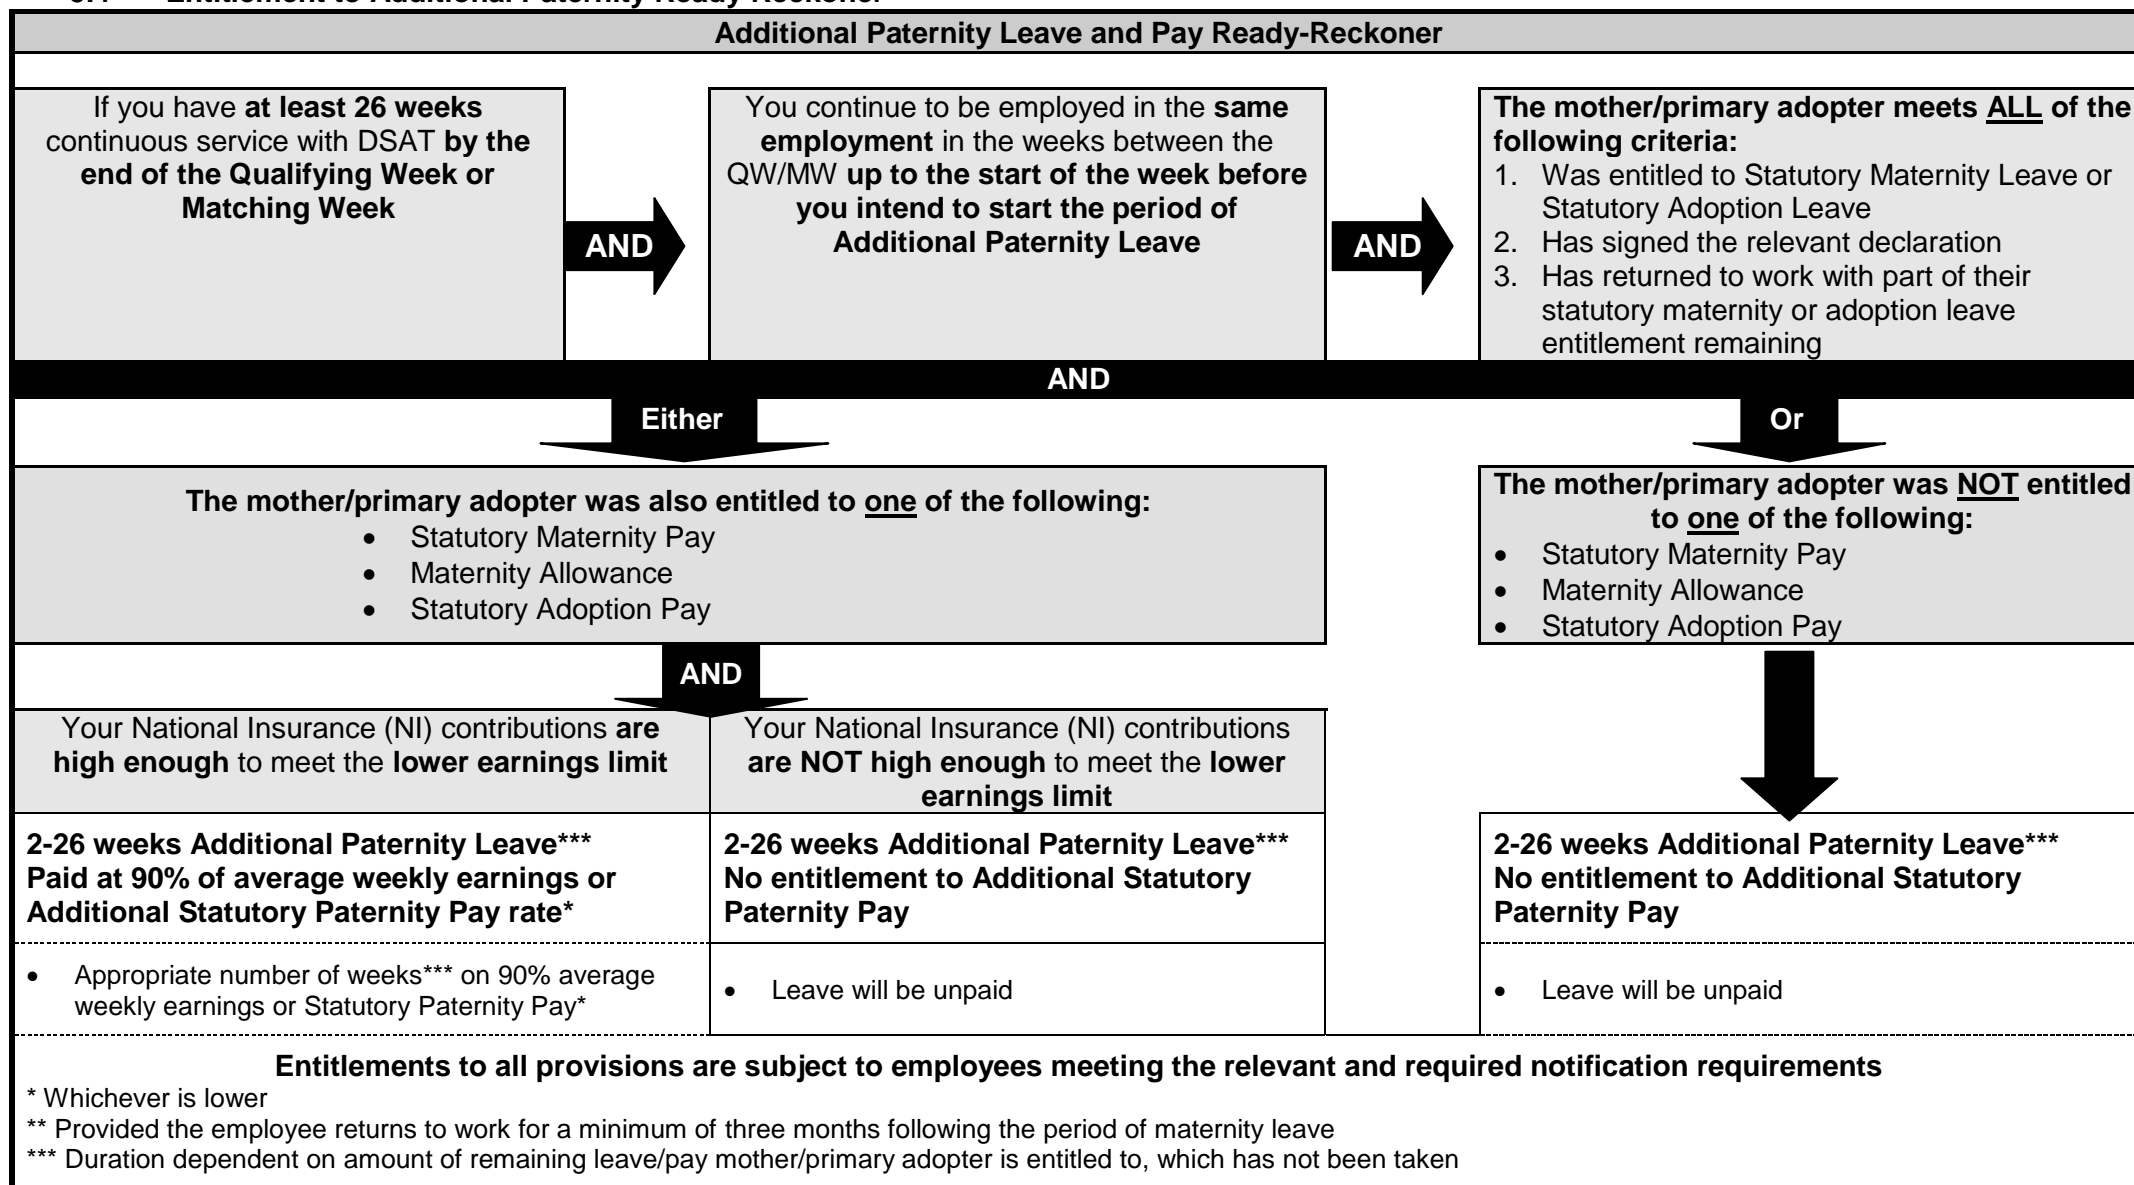 Additional Paternity Leave and Pay Ready-Reckoner
If you have at least 26 weeks
continuous service with DSAT by the
end of the Qualifying Week or
Matching Week
AND
You continue to be employed in the same
employment in the weeks between the
QW/MW up to the start of the week before
you intend to start the period of
Additional Paternity Leave
AND
The mother/primary adopter meets ALL of the
following criteria:
1. Was entitled to Statutory Maternity Leave or
Statutory Adoption Leave
2. Has signed the relevant declaration
3. Has returned to work with part of their
statutory maternity or adoption leave
entitlement remaining
AND
Either
Or
The mother/primary adopter was also entitled to one of the following:
• Statutory Maternity Pay
• Maternity Allowance
• Statutory Adoption Pay
The mother/primary adopter was NOT entitled
to one of the following:
• Statutory Maternity Pay
• Maternity Allowance
• Statutory Adoption Pay
AND
Your National Insurance (NI) contributions are
high enough to meet the lower earnings limit
Your National Insurance (NI) contributions
are NOT high enough to meet the lower
earnings limit
2-26 weeks Additional Paternity Leave***
Paid at 90% of average weekly earnings or
Additional Statutory Paternity Pay rate*
2-26 weeks Additional Paternity Leave***
No entitlement to Additional Statutory
Paternity Pay
2-26 weeks Additional Paternity Leave***
No entitlement to Additional Statutory
Paternity Pay
• Appropriate number of weeks*** on 90% average
weekly earnings or Statutory Paternity Pay*
• Leave will be unpaid
• Leave will be unpaid
Entitlements to all provisions are subject to employees meeting the relevant and required notification requirements
* Whichever is lower
** Provided the employee returns to work for a minimum of three months following the period of maternity leave
*** Duration dependent on amount of remaining leave/pay mother/primary adopter is entitled to, which has not been taken